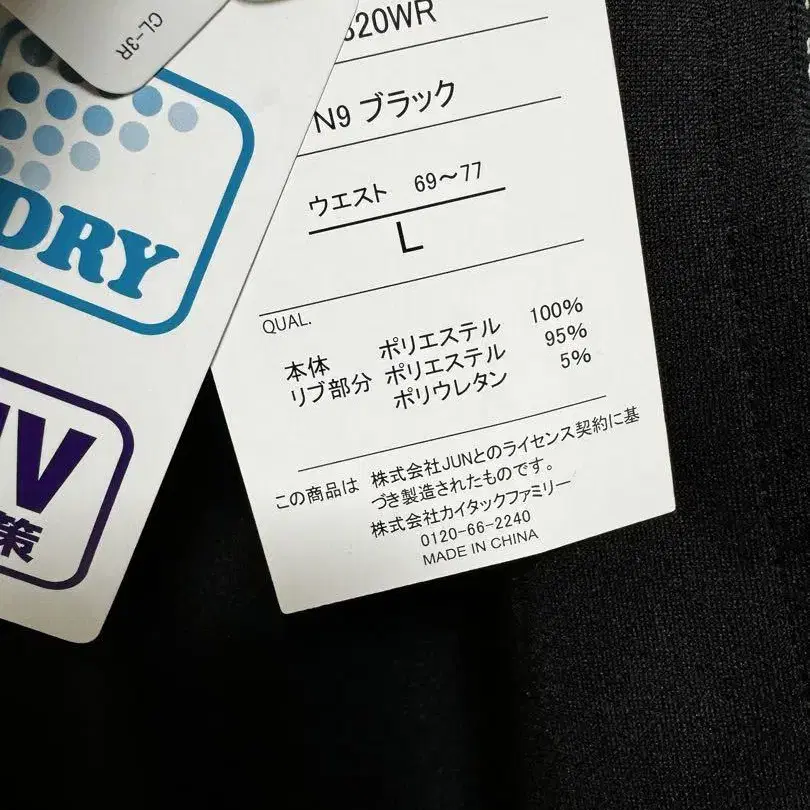 CL-3R
DRY
UV
策
820WR
N9 ブラック
ウエスト 69～77
L
QUAL.
本体 ポリエステル 100%
リブ部分 ポリエステル 95%
ポリウレタン 5%
この商品は 株式会社JUNとのライセンス契約に基
づき製造されたものです。
株式会社カイタックファミリー
0120-66-2240
MADE IN CHINA